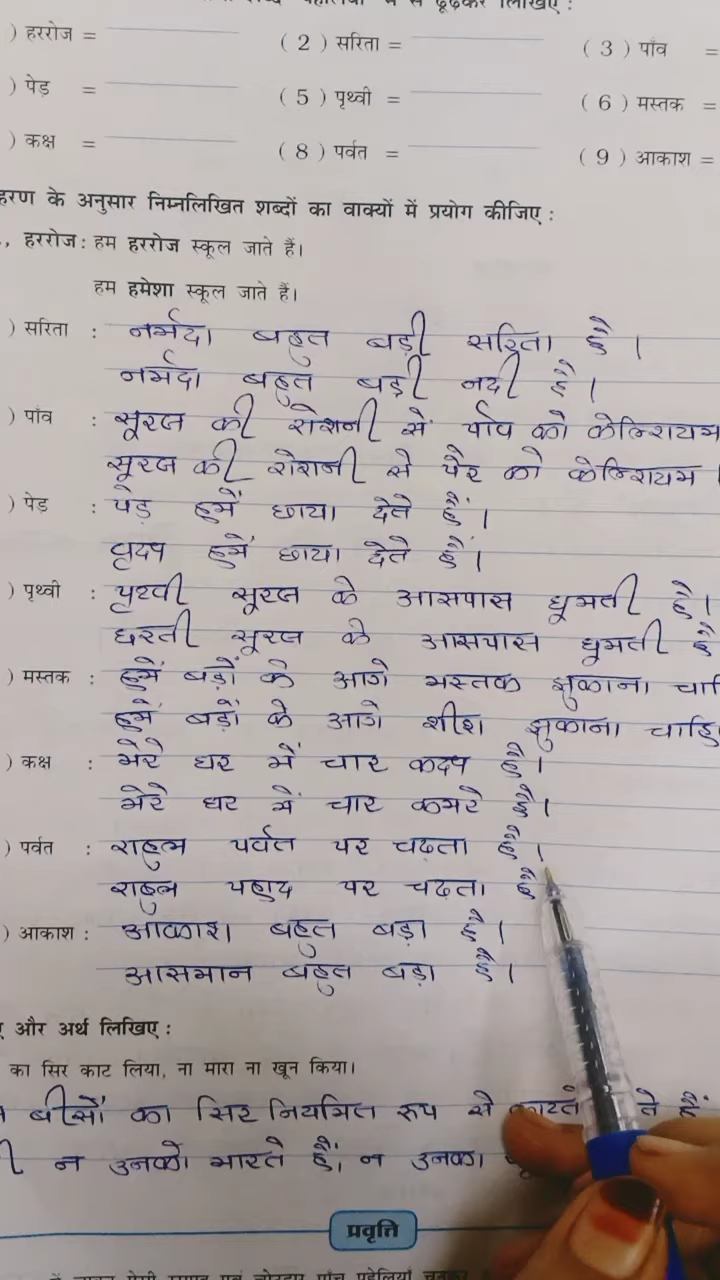 ढूँढ़कर लिखिए :
) हररोज = ( 2 ) सरिता = ( 3 ) पाँव =
) पेड़ = ( 5 ) पृथ्वी = ( 6 ) मस्तक =
) कक्ष = ( 8 ) पर्वत = ( 9 ) आकाश =
हरण के अनुसार निम्नलिखित शब्दों का वाक्यों में प्रयोग कीजिए :
., हररोज : हम हररोज स्कूल जाते हैं।
हम हमेशा स्कूल जाते हैं।
) सरिता : नर्मदा बहुत बड़ी सरिता है ।
नर्मदा बहुत बड़ी नदी है ।
) पाँव : सूरज की रोशनी से पाँव को केल्शियम
सूरज की रोशनी से पैर को केल्शियम
) पेड़ : पेड़ हमें छाया देते हैं ।
वृक्ष हमें छाया देते हैं ।
) पृथ्वी : पृथ्वी सूरज के आसपास घूमती है ।
धरती सूरज के आसपास घूमती है
) मस्तक : हमें बड़ों के आगे मस्तक झुकाना चाहि
हमें बड़ों के आगे शीश झुकाना चाहि
) कक्ष : मेरे घर में चार कक्ष है ।
मेरे घर में चार कमरे है ।
) पर्वत : राहुल पर्वत पर चढता है ।
राहुल पहाद पर चढता है
) आकाश : आकाश बहुत बड़ा है ।
आसमान बहुत बड़ा है ।
और अर्थ लिखिए :
का सिर काट लिया, ना मारा ना खून किया।
का सिर नियमित रूप से काटते
न उनको मारते हैं, न उनका
प्रवृत्ति